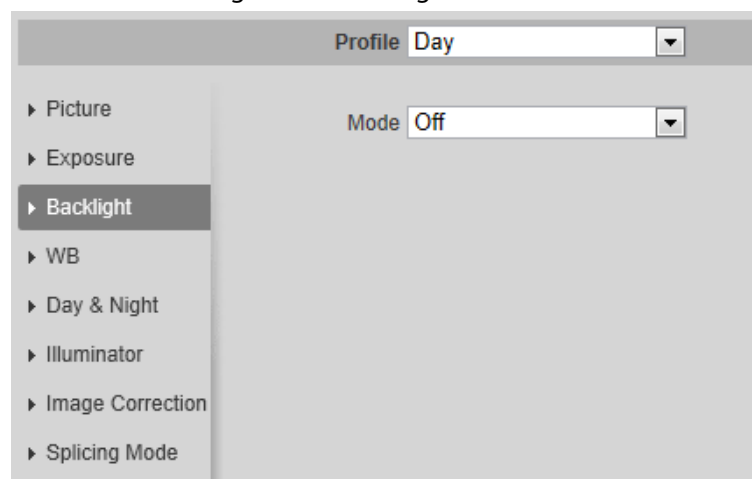 Profile Day
Picture
Mode Off
Exposure
Backlight
WB
Day & Night
Illuminator
Image Correction
Splicing Mode